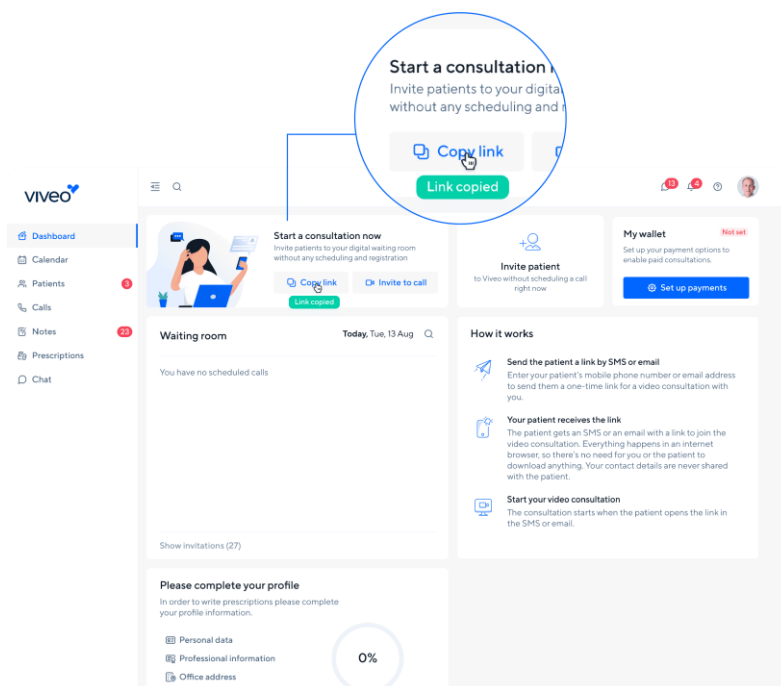 Start a consultation
Invite patients to your digita
without any scheduling and
Copy link
Link copied
viveo
13
4
Dashboard
Calendar
Patients
3
Calls
Notes
23
Prescriptions
Chat
Start a consultation now
Invite patients to your digital waiting room
without any scheduling and registration
Copy link
Invite to call
Link copied
Invite patient
to Viveo without scheduling a call
right now
My wallet
Not set
Set up your payment options to
enable paid consultations.
Set up payments
Waiting room
Today, Tue, 13 Aug
You have no scheduled calls
Show invitations (27)
How it works
Send the patient a link by SMS or email
Enter your patient's mobile phone number or email address
to send them a one-time link for a video consultation with
you.
Your patient receives the link
The patient gets an SMS or an email with a link to join the
video consultation. Everything happens in an internet
browser, so there's no need for you or the patient to
download anything. Your contact details are never shared
with the patient.
Start your video consultation
The consultation starts when the patient opens the link in
the SMS or email.
Please complete your profile
In order to write prescriptions please complete
your profile information.
Personal data
Professional information
Office address
0%